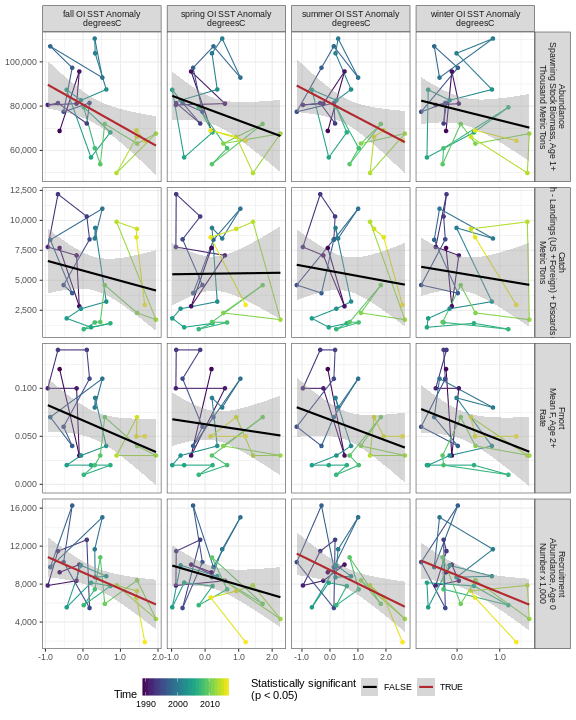 fall OI SST Anomaly
degreesC
spring OI SST Anomaly
degreesC
summer OI SST Anomaly
degreesC
winter OI SST Anomaly
degreesC
100,000
80,000
60,000
Abundance
Spawning Stock Biomass, Age 1+
Thousand Metric Tons
12,500
10,000
7,500
5,000
2,500
Catch
h - Landings (US +Foreign) + Discards
Metric Tons
0.100
0.050
0.000
Fmort
Mean F, Age 2+
Rate
16,000
12,000
8,000
4,000
Recruitment
Abundance, Age 0
Number x 1,000
-1.0 0.0 1.0 2.0
-1.0 0.0 1.0 2.0
-1.0 0.0 1.0 2.0
0.0 1.0
Time
1990 2000 2010
Statistically significant
(p < 0.05)
FALSE
TRUE